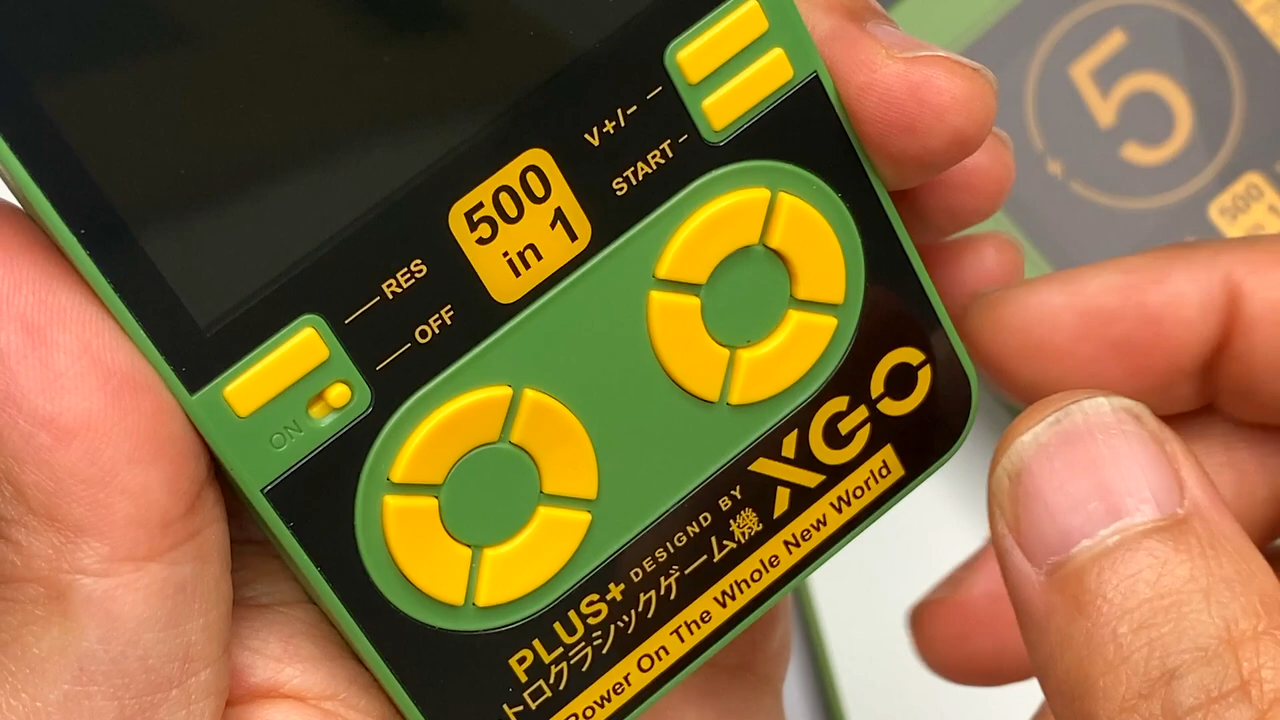 V+/-
START
500
in 1
RES
OFF
ON
XGO
DESIGND BY
PLUS+
トロクラシックゲーム機
Power On The Whole New World
5
500